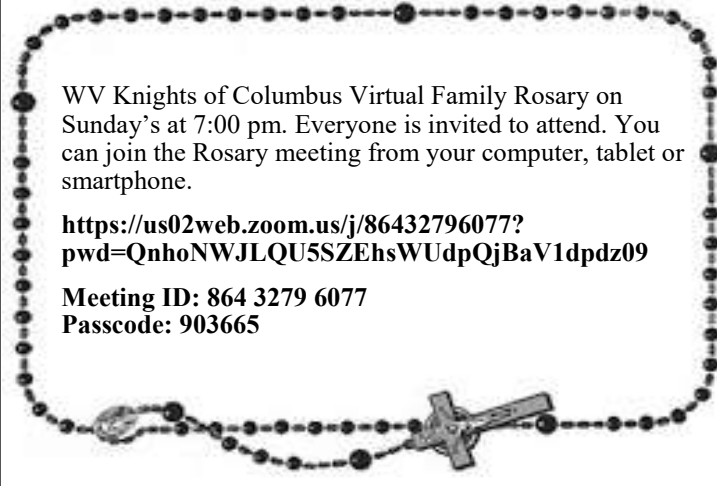 WV Knights of Columbus Virtual Family Rosary on
Sunday's at 7:00 pm. Everyone is invited to attend. You
can join the Rosary meeting from your computer, tablet or
smartphone.
https://us02web.zoom.us/j/86432796077?
pwd=QnhoNWJLQU5SZEhsWUdpQjBaV1dpdz09
Meeting ID: 864 3279 6077
Passcode: 903665